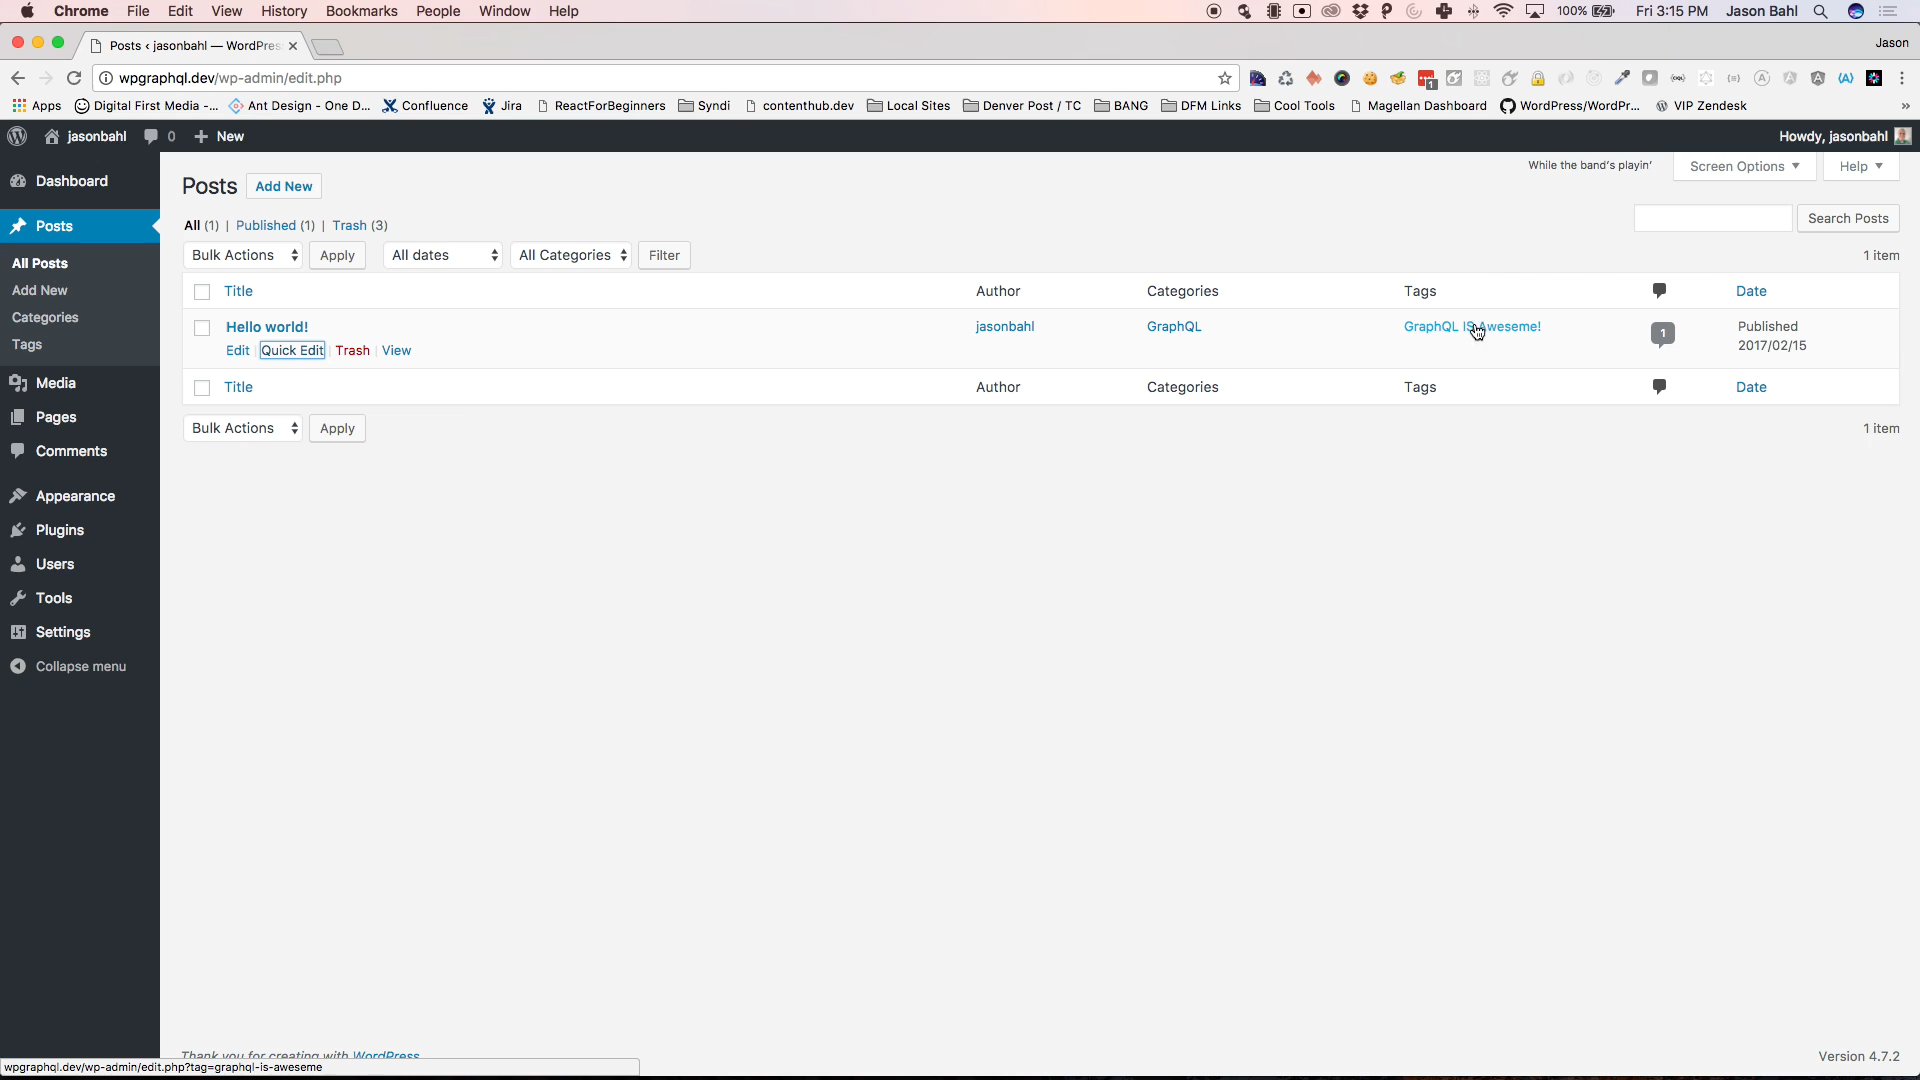 Chrome File Edit View History Bookmarks People Window Help 100% Fri 3:15 PM Jason Bahl
Posts ‹ jasonbahl — WordPres Jason
wpgraphql.dev/wp-admin/edit.php 1
Apps Digital First Media -... Ant Design - One D... Confluence Jira ReactForBeginners Syndi contenthub.dev Local Sites Denver Post / TC BANG DFM Links Cool Tools Magellan Dashboard WordPress/WordPr... VIP Zendesk »
jasonbahl 0 + New Howdy, jasonbahl
While the band's playin' Screen Options Help
Dashboard
Posts
All Posts
Add New
Categories
Tags
Media
Pages
Comments
Appearance
Plugins
Users
Tools
Settings
Collapse menu
Posts Add New
All (1) | Published (1) | Trash (3) Search Posts
Bulk Actions Apply All dates All Categories Filter 1 item
Title Author Categories Tags Date
Hello world! jasonbahl GraphQL GraphQL IS Aweseme! 1 Published
2017/02/15
Edit | Quick Edit | Trash | View
Title Author Categories Tags Date
Bulk Actions Apply 1 item
Thank you for creating with WordPress Version 4.7.2
wpgraphql.dev/wp-admin/edit.php?tag=graphql-is-aweseme